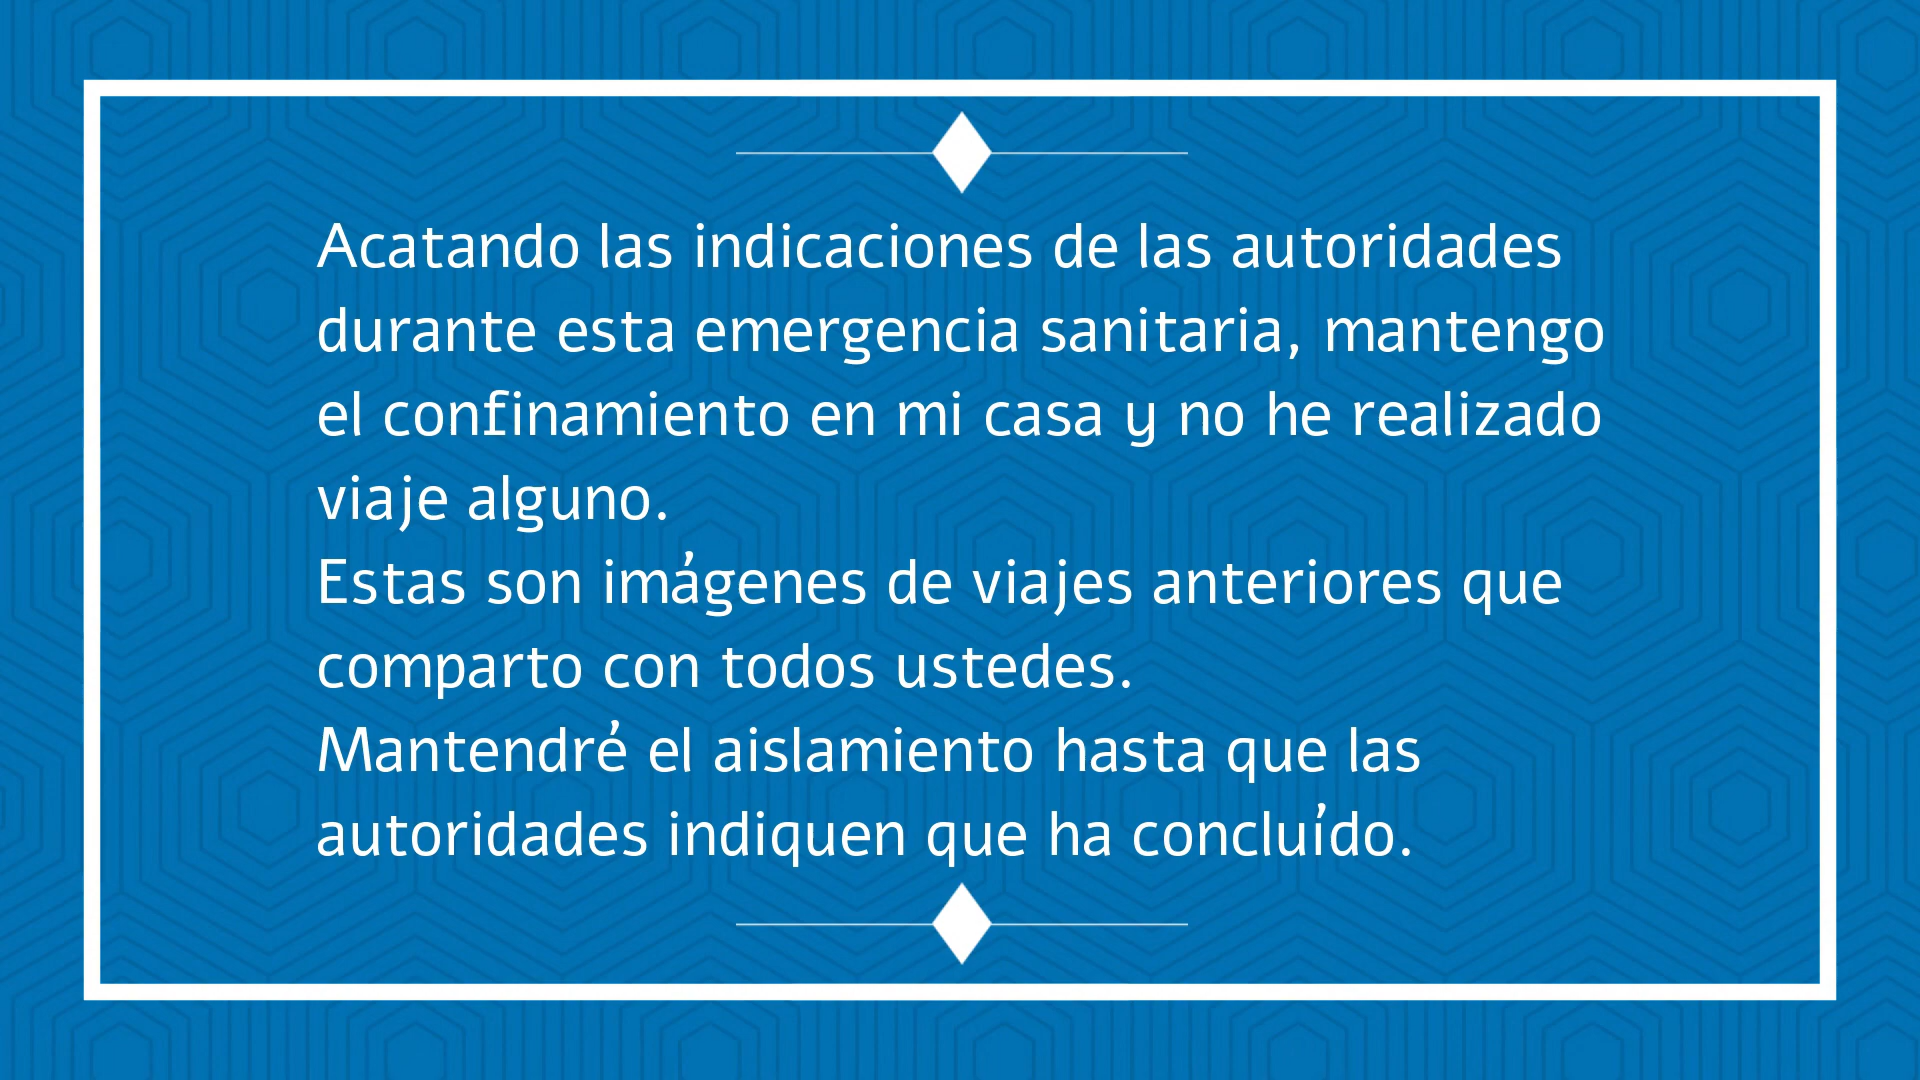 Acatando las indicaciones de las autoridades
durante esta emergencia sanitaria, mantengo
el confinamiento en mi casa y no he realizado
viaje alguno.
Estas son imágenes de viajes anteriores que
comparto con todos ustedes.
Mantendré el aislamiento hasta que las
autoridades indiquen que ha concluído.